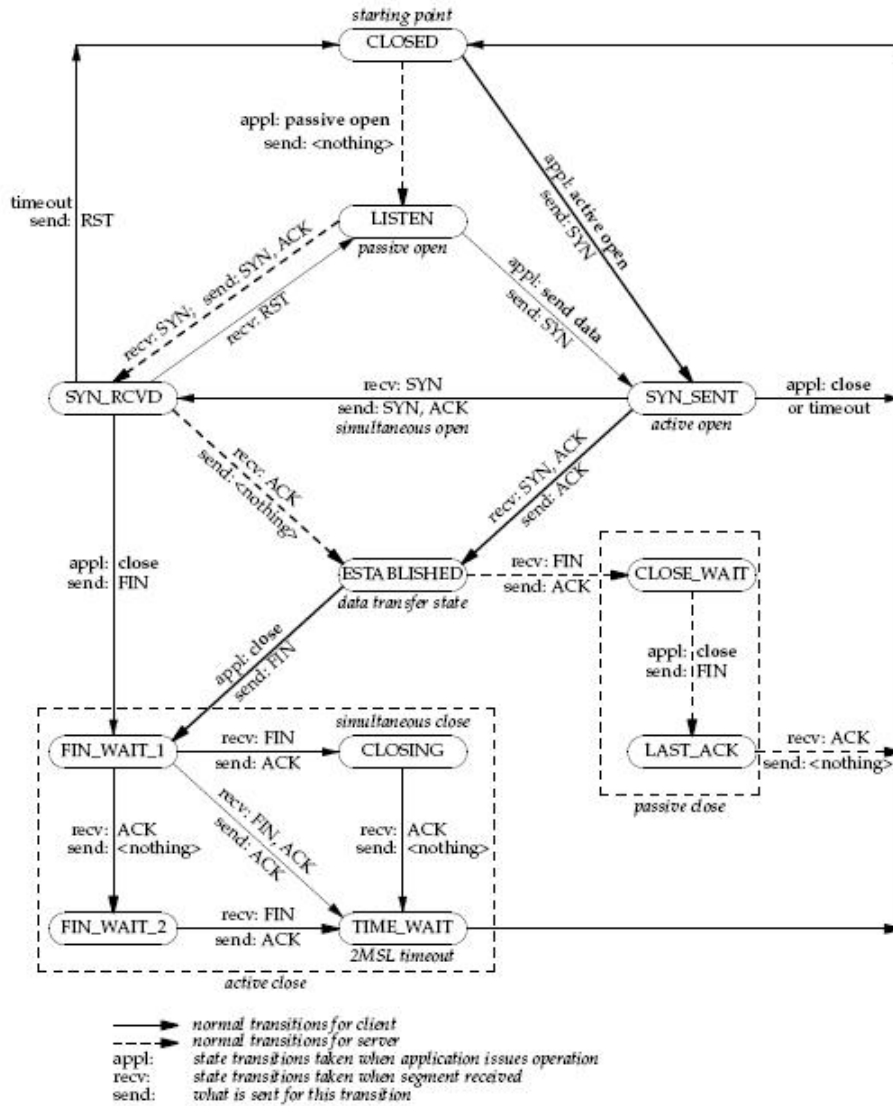 starting point
CLOSED
appl: passive open
send: <nothing>
appl: active open
send: SYN
timeout
send: RST
LISTEN
passive open
recv: SYN; send: SYN, ACK
recv: RST
appl: send data
send: SYN
SYN_RCVD
recv: SYN
send: SYN, ACK
simultaneous open
SYN_SENT
active open
appl: close
or timeout
recv: ACK
send: <nothing>
recv: SYN, ACK
send: ACK
appl: close
send: FIN
ESTABLISHED
data transfer state
recv: FIN
send: ACK
CLOSE_WAIT
appl: close
send: FIN
appl: close
send: FIN
simultaneous close
FIN_WAIT_1
recv: FIN
send: ACK
CLOSING
LAST_ACK
recv: ACK
send: <nothing>
passive close
recv: ACK
send: <nothing>
recv: FIN, ACK
send: ACK
recv: ACK
send: <nothing>
FIN_WAIT_2
recv: FIN
send: ACK
TIME_WAIT
2MSL timeout
active close
normal transitions for client
normal transitions for server
appl: state transitions taken when application issues operation
recv: state transitions taken when segment received
send: what is sent for this transition